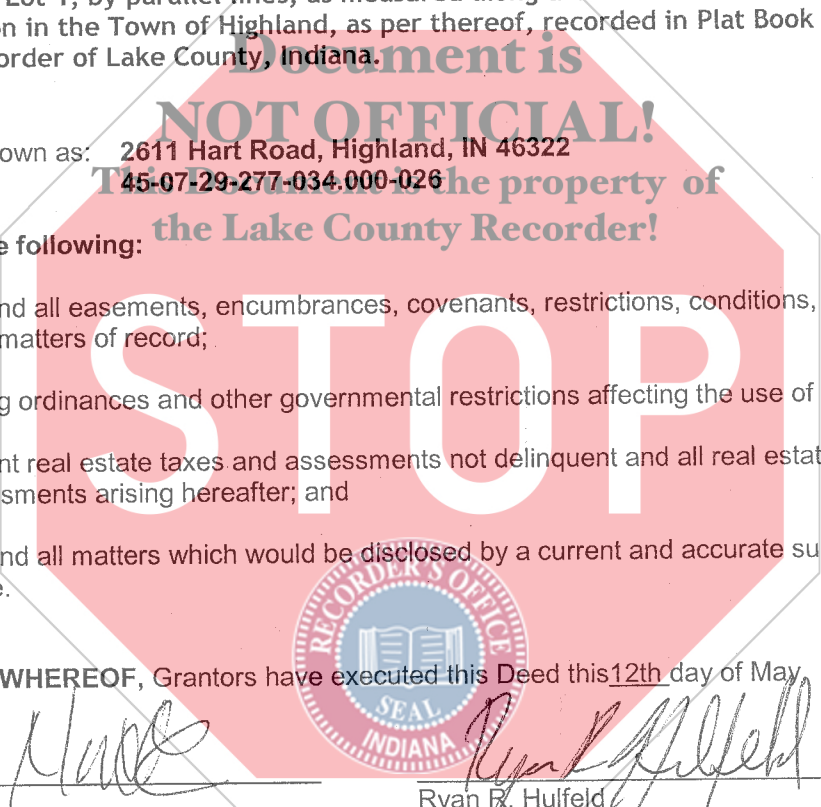 Lot 1, by parallel lines, as measured along
on in the Town of Highland, as per thereof, recorded in Plat Book
order of Lake County, Indiana.
Document is
NOT OFFICIAL!
own as: 2611 Hart Road, Highland, IN 46322
45-07-29-277-034.000-026
This Document is the property of
the Lake County Recorder!
e following:
nd all easements, encumbrances, covenants, restrictions, conditions,
matters of record;
STOP
g ordinances and other governmental restrictions affecting the use of
nt real estate taxes and assessments not delinquent and all real estat
sments arising hereafter; and
nd all matters which would be disclosed by a current and accurate su
e.
RECORDER'S OFFICE
SEAL
INDIANA
WHEREOF, Grantors have executed this Deed this 12th day of May,
Ryan R Hulfeld
Ryan R. Hulfeld